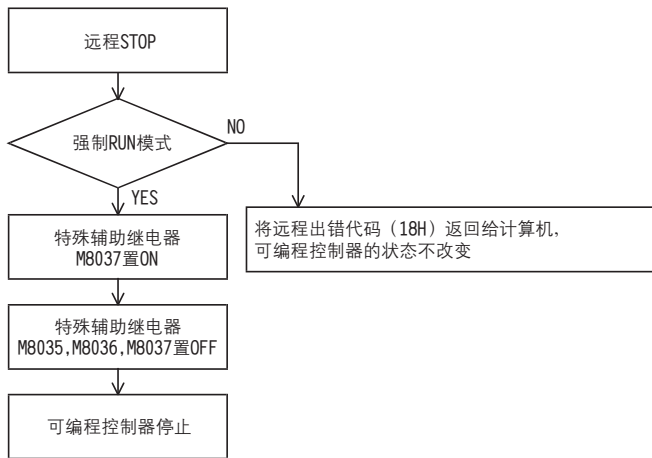 远程STOP
强制RUN模式
NO
YES
特殊辅助继电器
M8037置ON
将远程出错代码（18H）返回给计算机，
可编程控制器的状态不改变
特殊辅助继电器
M8035,M8036,M8037置OFF
可编程控制器停止